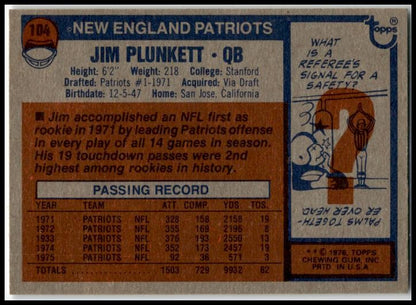 104
NEW ENGLAND PATRIOTS
JIM PLUNKETT • QB
Height: 6'2" Weight: 218 College: Stanford
Drafted: Patriots #1-1971 Acquired: Via Draft
Birthdate: 12-5-47 Home: San Jose, California
■ Jim accomplished an NFL first as
rookie in 1971 by leading Patriots offense
in every play of all 14 games in season.
His 19 touchdown passes were 2nd
highest among rookies in history.
PASSING RECORD
YEAR TEAM ATT. COMP. YDS. TDS.
1971 PATRIOTS NFL 328 158 2158 19
1972 PATRIOTS NFL 355 169 2196 8
1973 PATRIOTS NFL 376 193 2550 13
1974 PATRIOTS NFL 352 173 2457 19
1975 PATRIOTS NFL 92 36 571 3
TOTALS 1503 729 9932 62
TOPPS
WHAT IS
A REFEREE'S
SIGNAL FOR A
SAFETY?
?
PALMS TOGETH-
ER OVER HEAD
** © 1976, TOPPS
CHEWING GUM, INC.
PRTD. IN U.S.A.